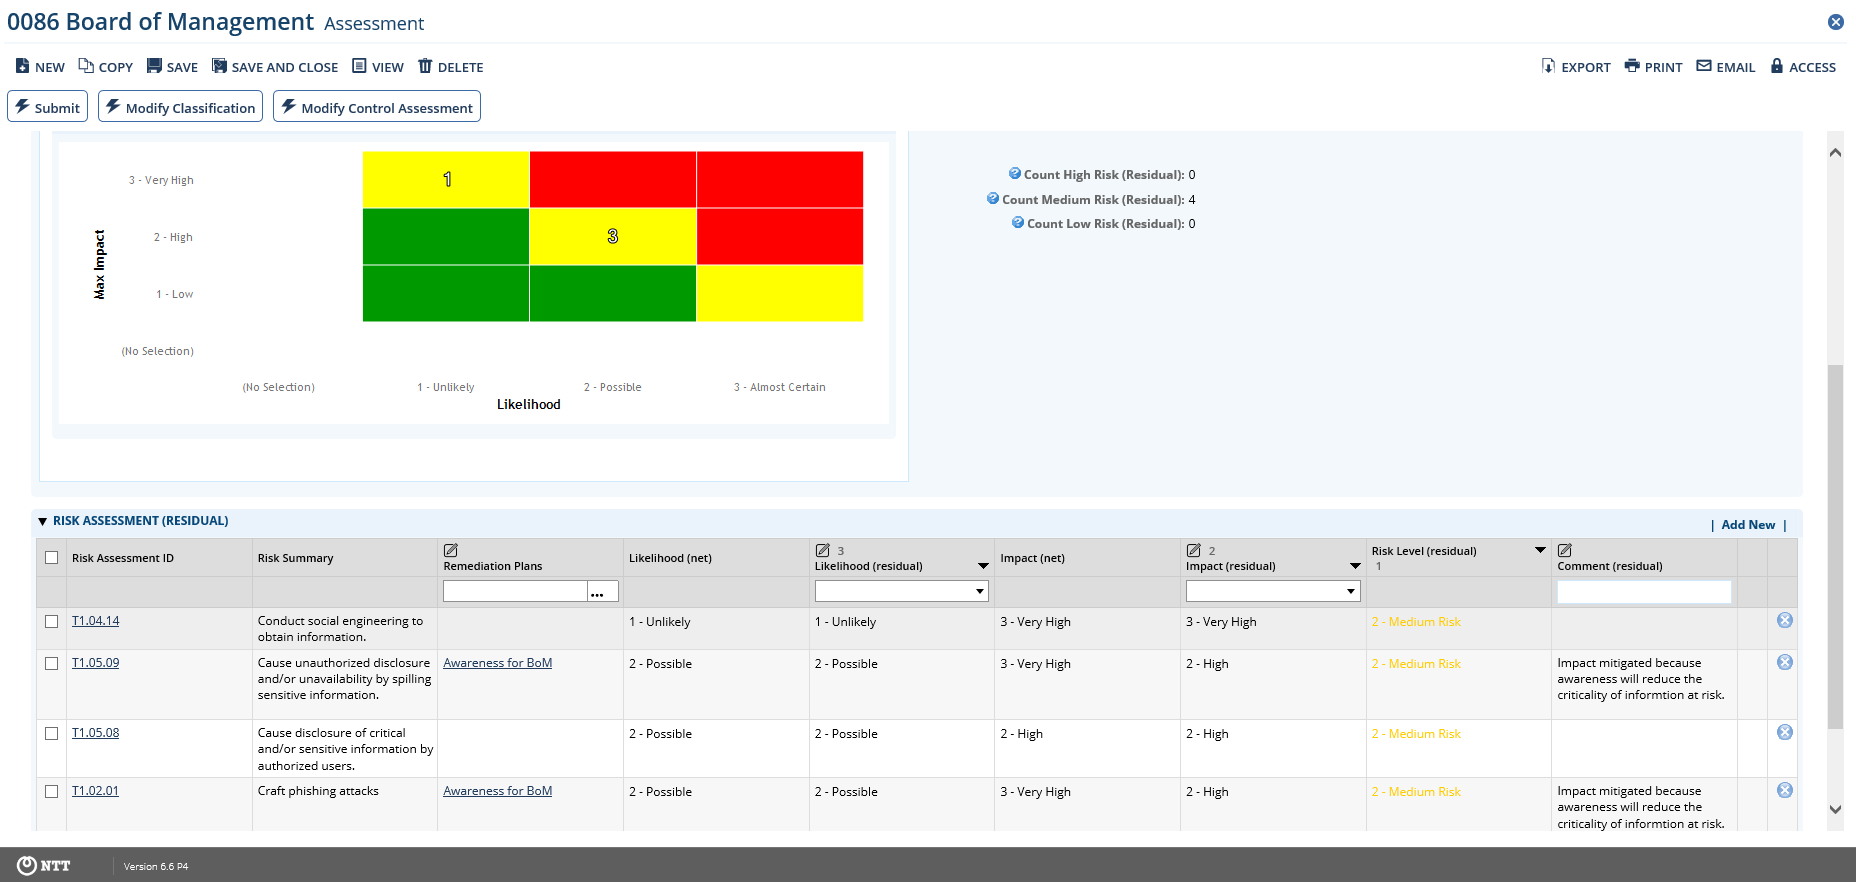 0086 Board of Management Assessment
NEW COPY SAVE SAVE AND CLOSE VIEW DELETE EXPORT PRINT EMAIL ACCESS
Submit Modify Classification Modify Control Assessment
3 - Very High 1
2 - High 3
1 - Low
(No Selection)
Max Impact
(No Selection) 1 - Unlikely 2 - Possible 3 - Almost Certain
Likelihood
Count High Risk (Residual): 0
Count Medium Risk (Residual): 4
Count Low Risk (Residual): 0
RISK ASSESSMENT (RESIDUAL)
| Add New |
Risk Assessment ID
Risk Summary
Remediation Plans
Likelihood (net)
3
Likelihood (residual)
Impact (net)
2
Impact (residual)
Risk Level (residual)
1
Comment (residual)
...
T1.04.14
Conduct social engineering to
obtain information.
1 - Unlikely
1 - Unlikely
3 - Very High
3 - Very High
2 - Medium Risk
T1.05.09
Cause unauthorized disclosure
and/or unavailability by spilling
sensitive information.
Awareness for BoM
2 - Possible
2 - Possible
3 - Very High
2 - High
2 - Medium Risk
Impact mitigated because
awareness will reduce the
criticality of informtion at risk.
T1.05.08
Cause disclosure of critical
and/or sensitive information by
authorized users.
2 - Possible
2 - Possible
2 - High
2 - High
2 - Medium Risk
T1.02.01
Craft phishing attacks
Awareness for BoM
2 - Possible
2 - Possible
3 - Very High
2 - High
2 - Medium Risk
Impact mitigated because
awareness will reduce the
criticality of informtion at risk.
NTT Version 6.6 P4